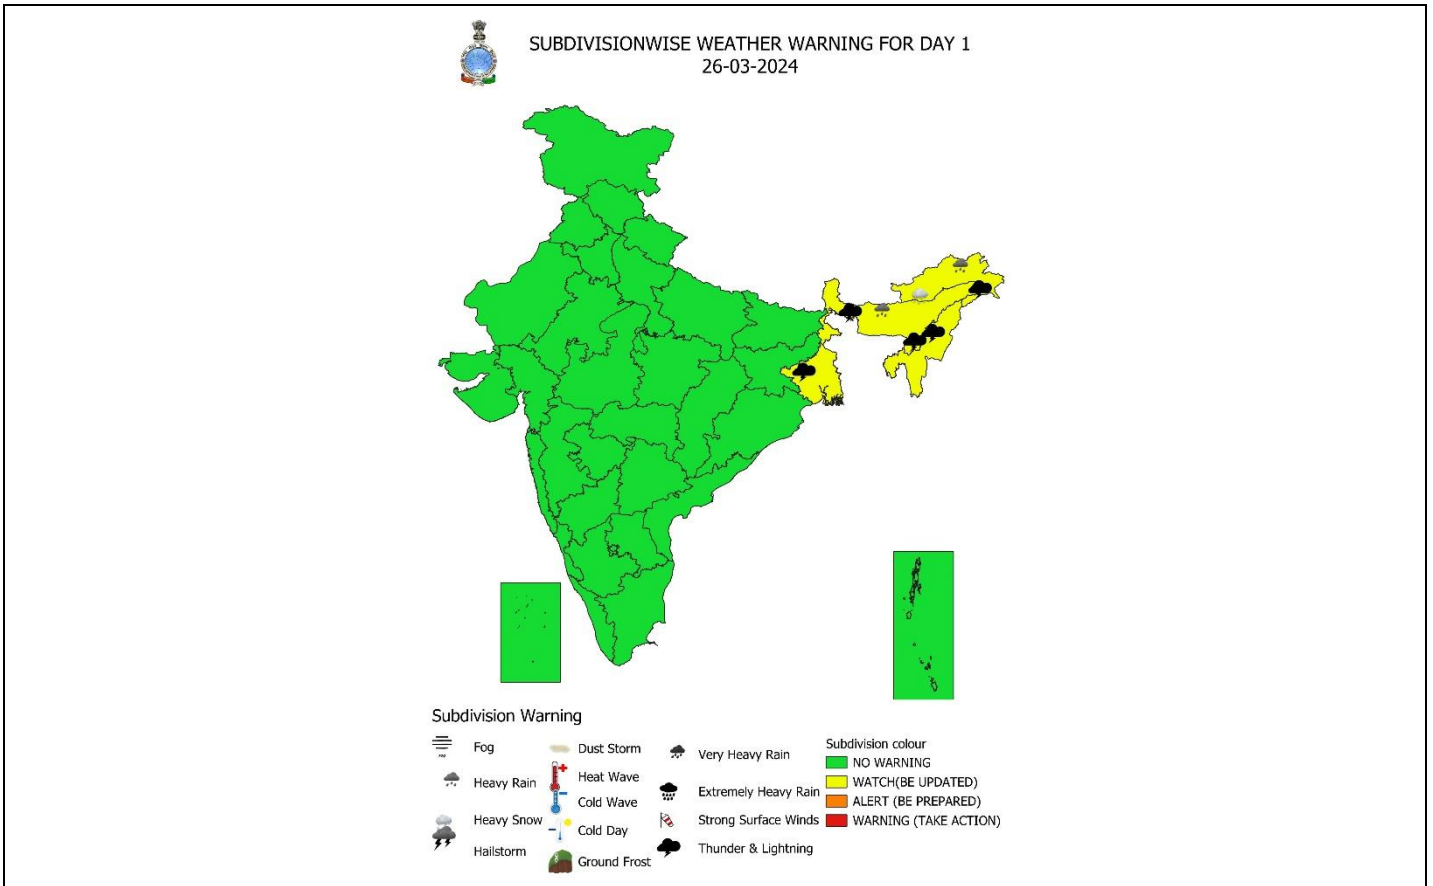 SUBDIVISIONWISE WEATHER WARNING FOR DAY 1
26-03-2024
Subdivision Warning
Fog
Heavy Rain
Heavy Snow
Hailstorm
Dust Storm
Heat Wave
Cold Wave
Cold Day
Ground Frost
Very Heavy Rain
Extremely Heavy Rain
Strong Surface Winds
Thunder & Lightning
Subdivision colour
NO WARNING
WATCH(BE UPDATED)
ALERT (BE PREPARED)
WARNING (TAKE ACTION)